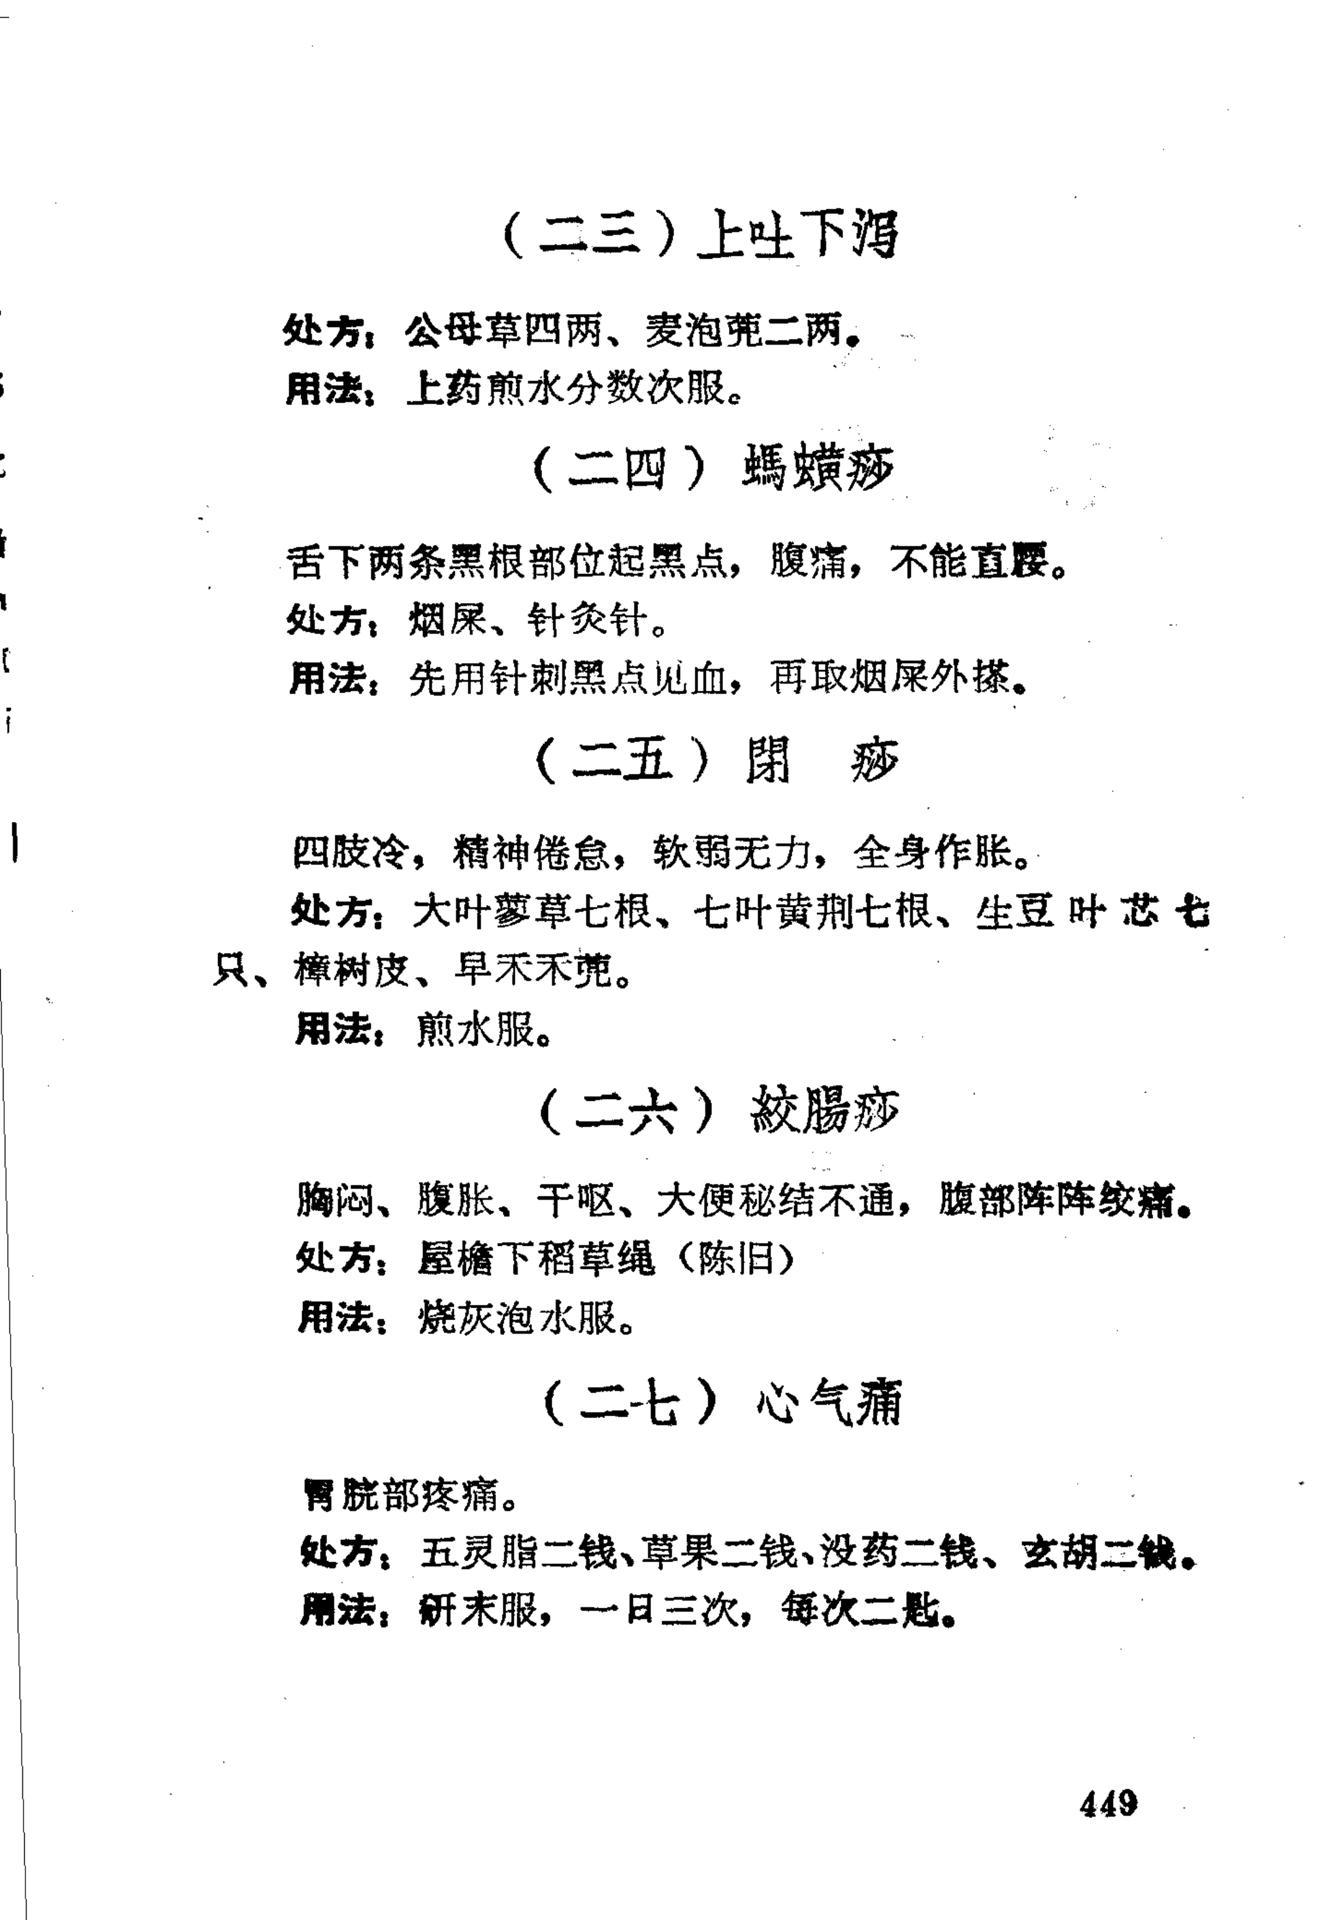 （二三）上吐下泻
处方：公母草四两、麦泡蔸二两。
用法：上药煎水分数次服。
（二四）螞蟥痧
舌下两条黑根部位起黑点，腹痛，不能直腰。
处方：烟屎、针灸针。
用法：先用针刺黑点见血，再取烟屎外搽。
（二五）閉　痧
四肢冷，精神倦怠，软弱无力，全身作胀。
处方：大叶蓼草七根、七叶黄荆七根、生豆叶芯七
只、樟树皮、早禾禾蔸。
用法：煎水服。
（二六）絞腸痧
胸闷、腹胀、干呕、大便秘结不通，腹部阵阵绞痛。
处方：屋檐下稻草绳（陈旧）
用法：烧灰泡水服。
（二七）心气痛
胃脘部疼痛。
处方：五灵脂二钱、草果二钱、没药二钱、玄胡二钱。
用法：研末服，一日三次，每次二匙。
449